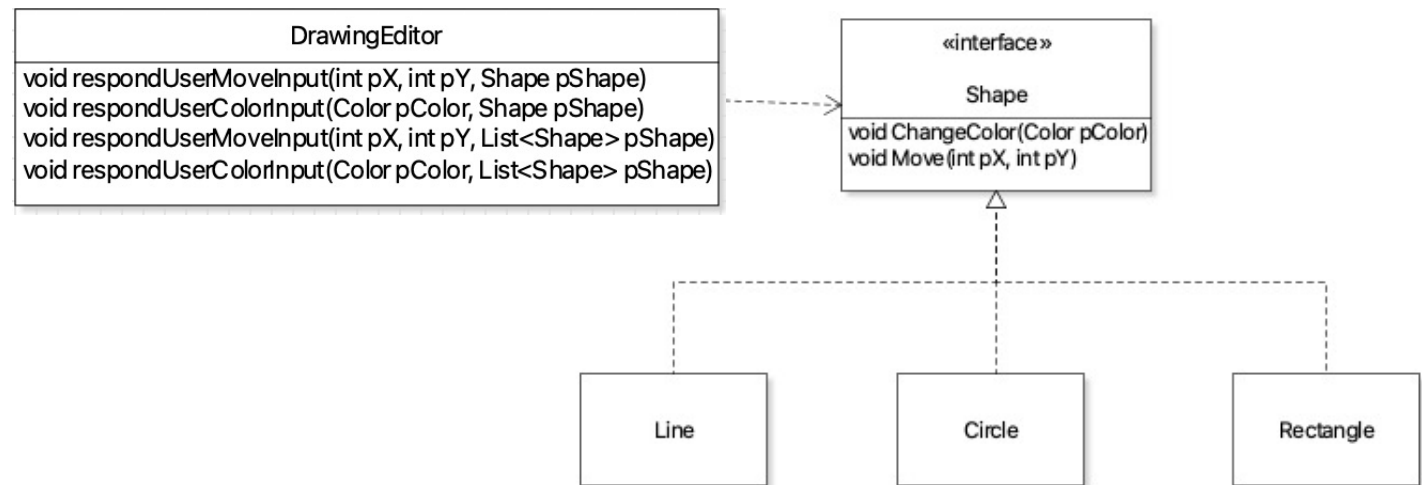 DrawingEditor
void respondUserMoveInput(int pX, int pY, Shape pShape)
void respondUserColorInput(Color pColor, Shape pShape)
void respondUserMoveInput(int pX, int pY, List<Shape> pShape)
void respondUserColorInput(Color pColor, List<Shape> pShape)
«interface»
Shape
void ChangeColor(Color pColor)
void Move(int pX, int pY)
Line
Circle
Rectangle